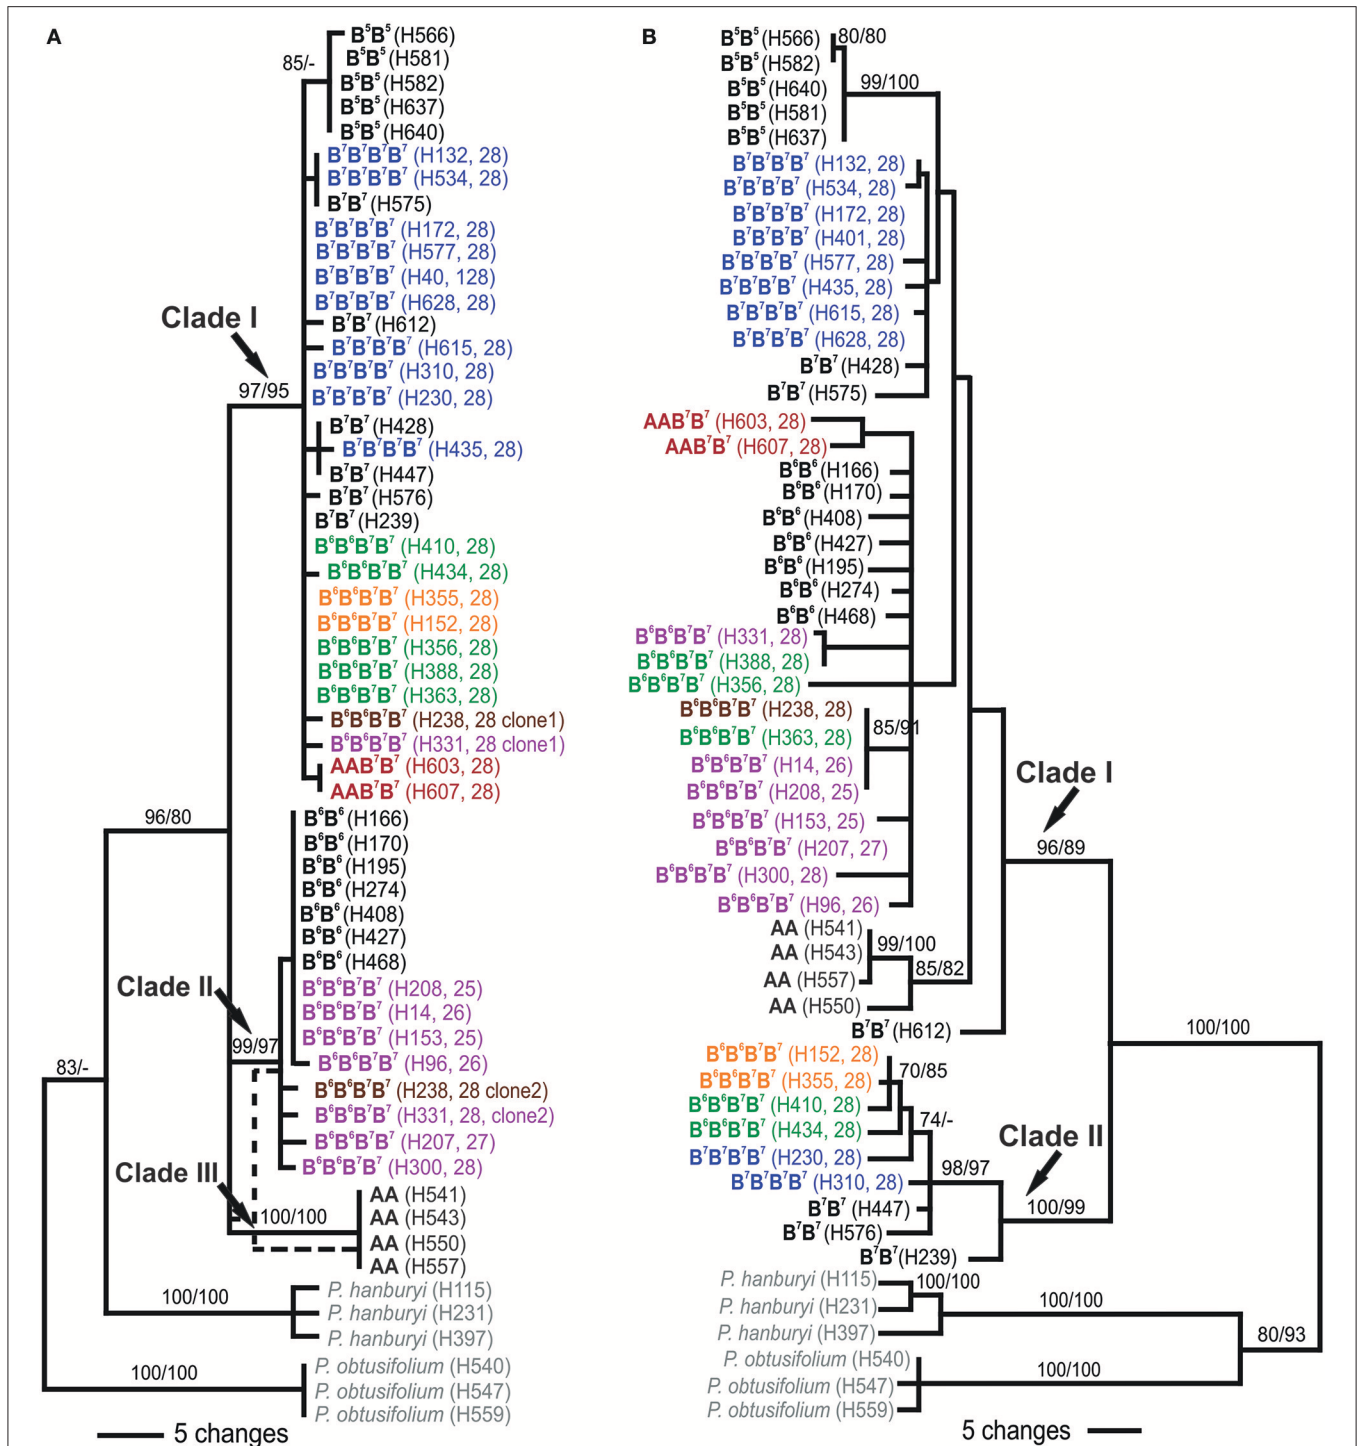 A
B⁵B⁵ (H566)
85/-
B⁵B⁵ (H581)
B⁵B⁵ (H582)
B⁵B⁵ (H637)
B⁵B⁵ (H640)
B⁷B⁷B⁷B⁷ (H132, 28)
B⁷B⁷B⁷B⁷ (H534, 28)
B⁷B⁷ (H575)
B⁷B⁷B⁷B⁷ (H172, 28)
B⁷B⁷B⁷B⁷ (H577, 28)
B⁷B⁷B⁷B⁷ (H40, 128)
B⁷B⁷B⁷B⁷ (H628, 28)
Clade I
B⁷B⁷ (H612)
B⁷B⁷B⁷B⁷ (H615, 28)
B⁷B⁷B⁷B⁷ (H310, 28)
97/95
B⁷B⁷B⁷B⁷ (H230, 28)
B⁷B⁷ (H428)
B⁷B⁷B⁷B⁷ (H435, 28)
B⁷B⁷ (H447)
B⁷B⁷ (H576)
B⁷B⁷ (H239)
B⁶B⁶B⁷B⁷ (H410, 28)
B⁶B⁶B⁷B⁷ (H434, 28)
B⁶B⁶B⁷B⁷ (H355, 28)
B⁶B⁶B⁷B⁷ (H152, 28)
B⁶B⁶B⁷B⁷ (H356, 28)
B⁶B⁶B⁷B⁷ (H388, 28)
B⁶B⁶B⁷B⁷ (H363, 28)
B⁶B⁶B⁷B⁷ (H238, 28 clone1)
B⁶B⁶B⁷B⁷ (H331, 28 clone1)
AAB⁷B⁷ (H603, 28)
AAB⁷B⁷ (H607, 28)
96/80
B⁶B⁶ (H166)
B⁶B⁶ (H170)
B⁶B⁶ (H195)
B⁶B⁶ (H274)
B⁶B⁶ (H408)
B⁶B⁶ (H427)
B⁶B⁶ (H468)
Clade II
B⁶B⁶B⁷B⁷ (H208, 25)
B⁶B⁶B⁷B⁷ (H14, 26)
B⁶B⁶B⁷B⁷ (H153, 25)
99/97
B⁶B⁶B⁷B⁷ (H96, 26)
83/-
B⁶B⁶B⁷B⁷ (H238, 28 clone2)
B⁶B⁶B⁷B⁷ (H331, 28, clone2)
B⁶B⁶B⁷B⁷ (H207, 27)
Clade III
B⁶B⁶B⁷B⁷ (H300, 28)
AA (H541)
100/100
AA (H543)
AA (H550)
AA (H557)
P. hanburyi (H115)
100/100
P. hanburyi (H231)
P. hanburyi (H397)
P. obtusifolium (H540)
100/100
P. obtusifolium (H547)
P. obtusifolium (H559)
5 changes
B
B⁵B⁵ (H566)
80/80
B⁵B⁵ (H582)
99/100
B⁵B⁵ (H640)
B⁵B⁵ (H581)
B⁵B⁵ (H637)
B⁷B⁷B⁷B⁷ (H132, 28)
B⁷B⁷B⁷B⁷ (H534, 28)
B⁷B⁷B⁷B⁷ (H172, 28)
B⁷B⁷B⁷B⁷ (H401, 28)
B⁷B⁷B⁷B⁷ (H577, 28)
B⁷B⁷B⁷B⁷ (H435, 28)
B⁷B⁷B⁷B⁷ (H615, 28)
B⁷B⁷B⁷B⁷ (H628, 28)
B⁷B⁷ (H428)
B⁷B⁷ (H575)
AAB⁷B⁷ (H603, 28)
AAB⁷B⁷ (H607, 28)
B⁶B⁶ (H166)
B⁶B⁶ (H170)
B⁶B⁶ (H408)
B⁶B⁶ (H427)
B⁶B⁶ (H195)
B⁶B⁶ (H274)
B⁶B⁶ (H468)
B⁶B⁶B⁷B⁷ (H331, 28)
B⁶B⁶B⁷B⁷ (H388, 28)
B⁶B⁶B⁷B⁷ (H356, 28)
B⁶B⁶B⁷B⁷ (H238, 28)
85/91
B⁶B⁶B⁷B⁷ (H363, 28)
B⁶B⁶B⁷B⁷ (H14, 26)
Clade I
B⁶B⁶B⁷B⁷ (H208, 25)
B⁶B⁶B⁷B⁷ (H153, 25)
B⁶B⁶B⁷B⁷ (H207, 27)
96/89
B⁶B⁶B⁷B⁷ (H300, 28)
B⁶B⁶B⁷B⁷ (H96, 26)
AA (H541)
99/100
AA (H543)
85/82
AA (H557)
AA (H550)
B⁷B⁷ (H612)
100/100
B⁶B⁶B⁷B⁷ (H152, 28)
70/85
B⁶B⁶B⁷B⁷ (H355, 28)
B⁶B⁶B⁷B⁷ (H410, 28)
74/-
B⁶B⁶B⁷B⁷ (H434, 28)
Clade II
B⁷B⁷B⁷B⁷ (H230, 28)
98/97
B⁷B⁷B⁷B⁷ (H310, 28)
B⁷B⁷ (H447)
100/99
B⁷B⁷ (H576)
B⁷B⁷ (H239)
P. hanburyi (H115)
100/100
P. hanburyi (H231)
100/100
P. hanburyi (H397)
80/93
P. obtusifolium (H540)
100/100
P. obtusifolium (H547)
P. obtusifolium (H559)
5 changes